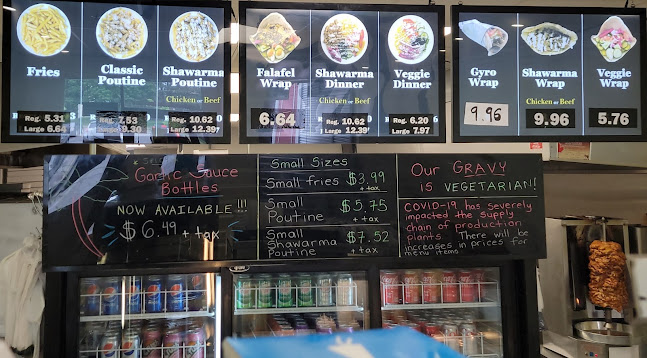 Fries
Reg. 5.31
Large 6.64
Classic
Poutine
Reg. 7.53
Large 9.30
Shawarma
Poutine
Chicken or Beef
Reg. 10.62
Large 12.39
Falafel
Wrap
6.64
Shawarma
Dinner
Chicken or Beef
Reg. 10.62
Large 12.39
Veggie
Dinner
Reg. 6.20
Large 7.97
Gyro
Wrap
9.96
Shawarma
Wrap
Chicken or Beef
9.96
Veggie
Wrap
5.76
Garlic Sauce
Bottles
NOW AVAILABLE!!!
$6.49 + tax
Small Sizes
Small fries $3.99
+ tax
Small
Poutine $5.75
+ tax
Small
Shawarma $7.52
Poutine + tax
Our GRAVY
IS VEGETARIAN!
COVID-19 has severely
impacted the supply
chain of production
plants. There will be
increases in prices for
menu items